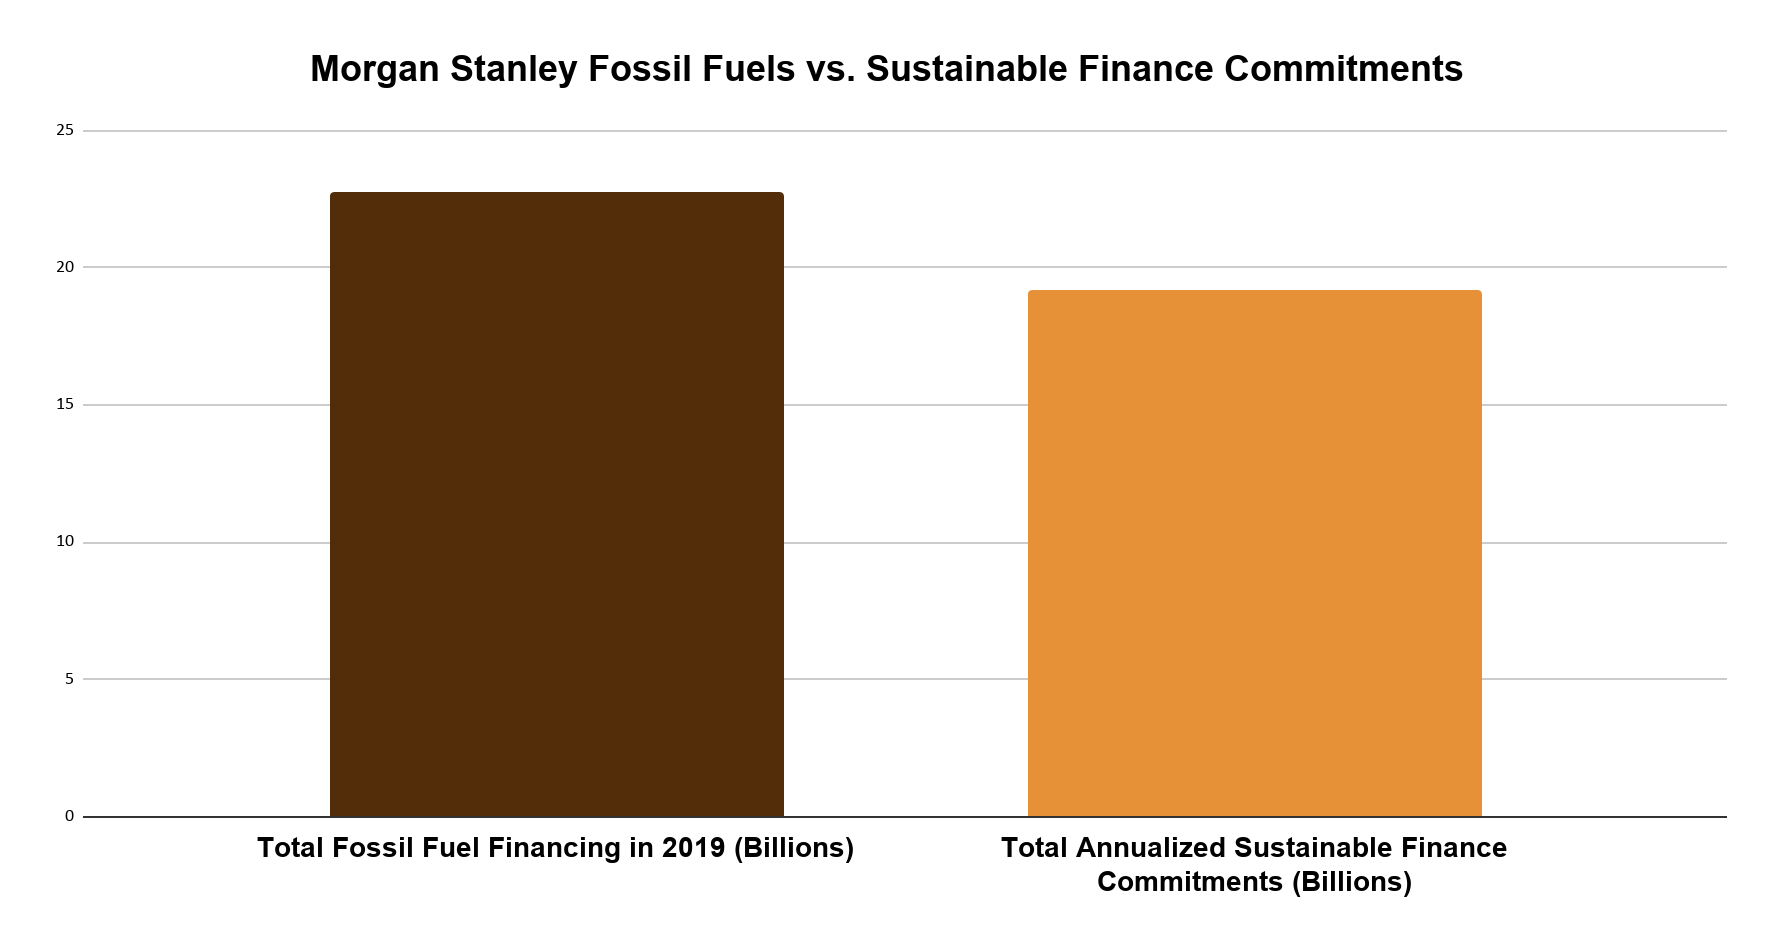 Morgan Stanley Fossil Fuels vs. Sustainable Finance Commitments
25
20
15
10
5
0
Total Fossil Fuel Financing in 2019 (Billions)
Total Annualized Sustainable Finance
Commitments (Billions)